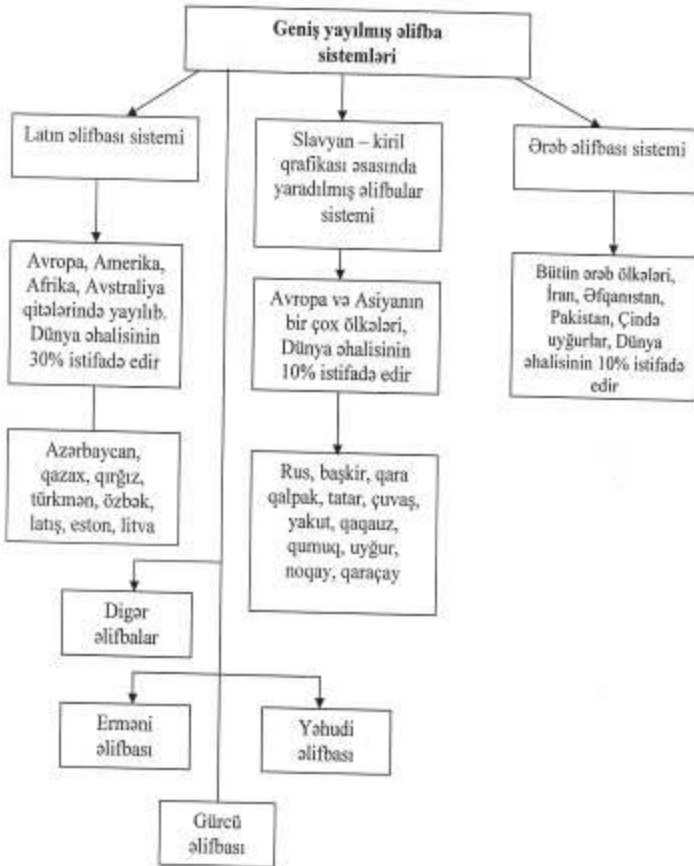 Geniş yayılmış əlifba
sistemləri
Latın əlifbası sistemi
Slavyan – kiril
qrafikası əsasında
yaradılmış əlifbalar
sistemi
Ərəb əlifbası sistemi
Avropa, Amerika,
Afrika, Avstraliya
qitələrində yayılıb.
Dünya əhalisinin
30% istifadə edir
Avropa və Asiyanın
bir çox ölkələri,
Dünya əhalisinin
10% istifadə edir
Bütün ərəb ölkələri,
İran, Əfqanıstan,
Pakistan, Çində
uyğurlar, Dünya
əhalisinin 10% istifadə
edir
Azərbaycan,
qazax, qırğız,
türkmən, özbək,
latış, eston, litva
Rus, başkir, qara
qalpak, tatar, çuvaş,
yakut, qaqauz,
qumuq, uyğur,
noqay, qaraçay
Digər
əlifbalar
Erməni
əlifbası
Yəhudi
əlifbası
Gürcü
əlifbası